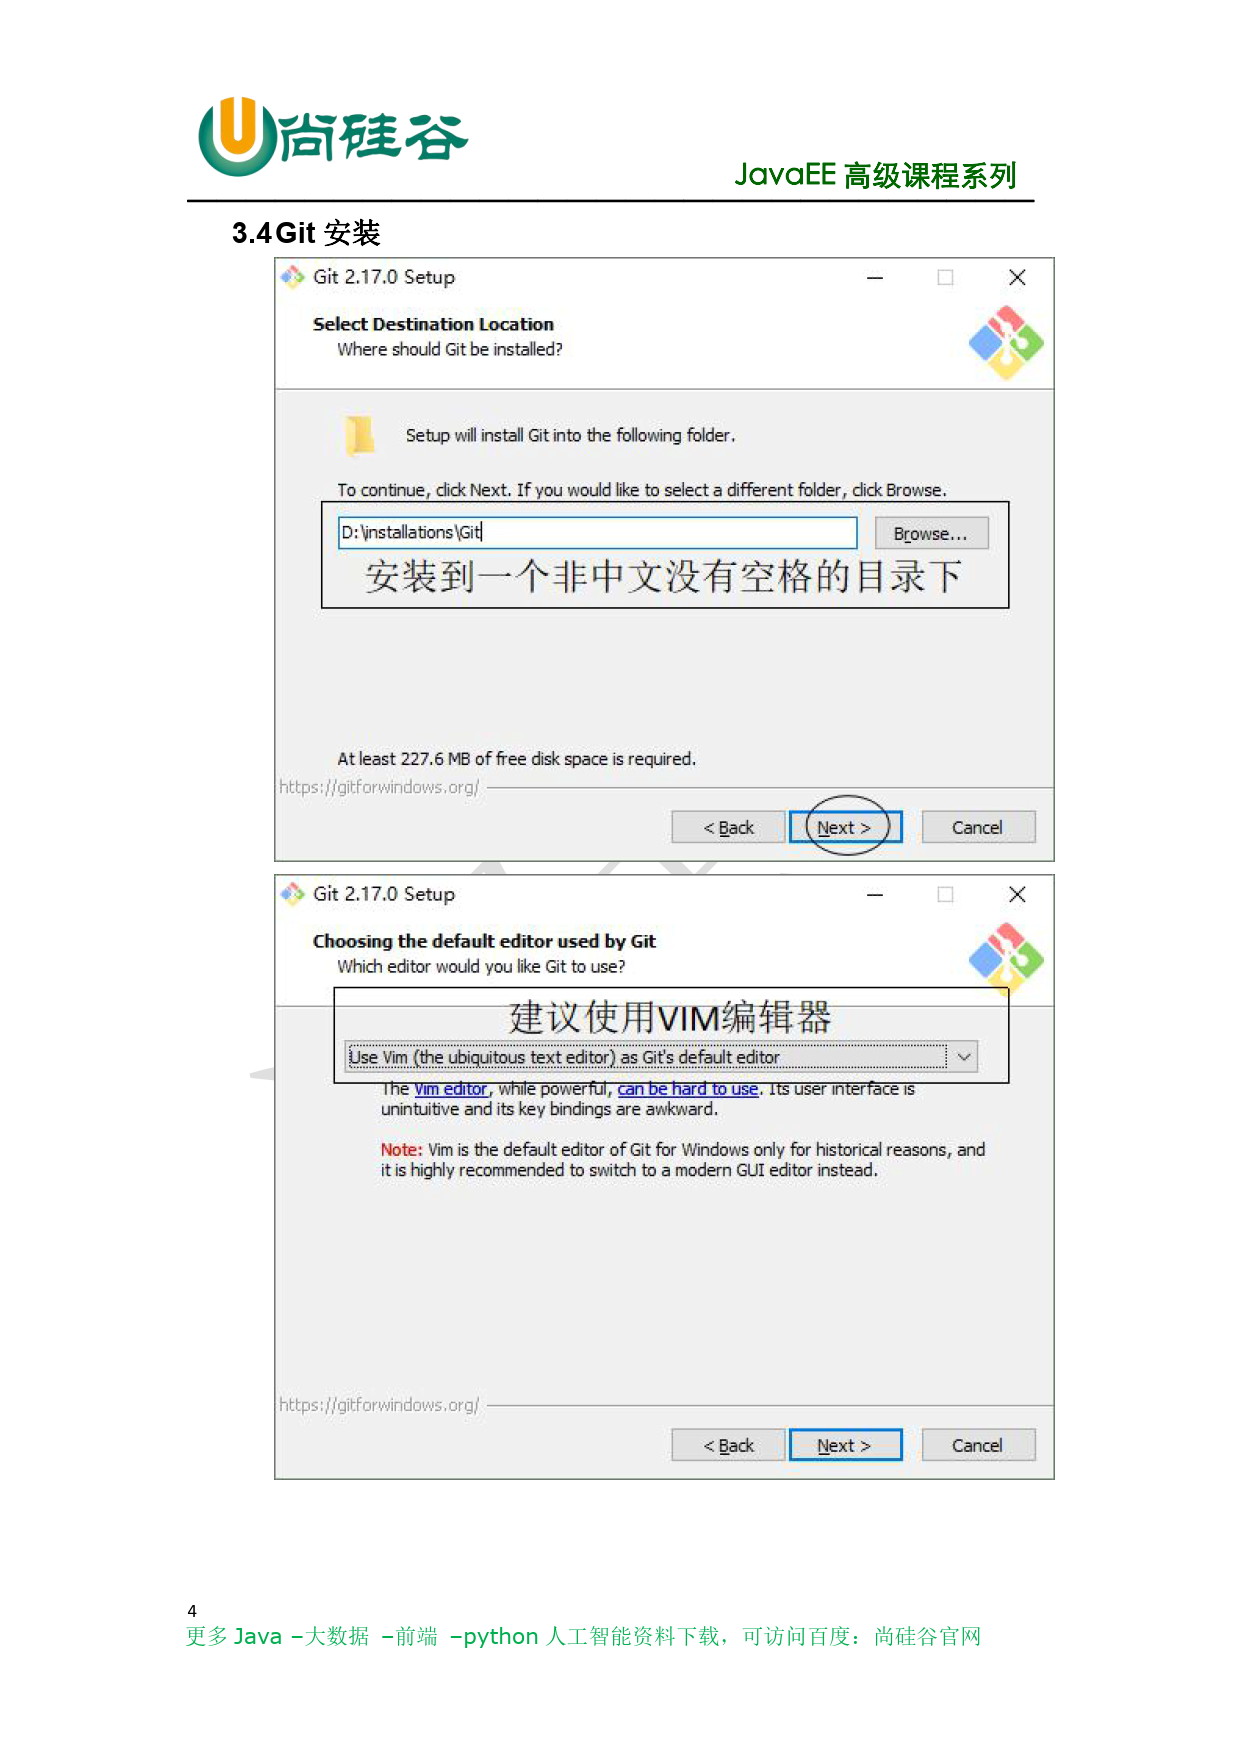 尚硅谷
JavaEE 高级课程系列
3.4Git 安装
Git 2.17.0 Setup
Select Destination Location
Where should Git be installed?
Setup will install Git into the following folder.
To continue, click Next. If you would like to select a different folder, click Browse.
D:\installations\Git
Browse...
安装到一个非中文没有空格的目录下
At least 227.6 MB of free disk space is required.
https://gitforwindows.org/
< Back
Next >
Cancel
Git 2.17.0 Setup
Choosing the default editor used by Git
Which editor would you like Git to use?
建议使用VIM编辑器
Use Vim (the ubiquitous text editor) as Git's default editor
The Vim editor, while powerful, can be hard to use. Its user interface is
unintuitive and its key bindings are awkward.
Note: Vim is the default editor of Git for Windows only for historical reasons, and
it is highly recommended to switch to a modern GUI editor instead.
https://gitforwindows.org/
< Back
Next >
Cancel
4
更多 Java –大数据 –前端 –python 人工智能资料下载，可访问百度：尚硅谷官网